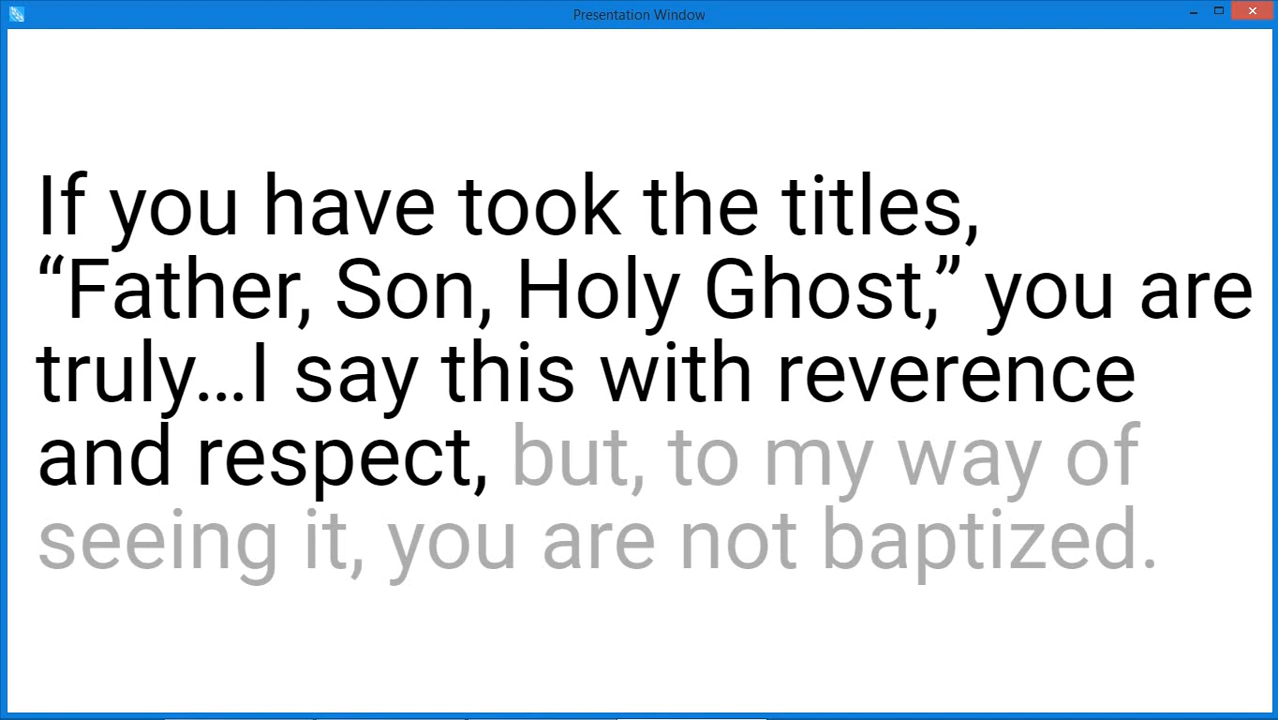 Presentation Window
If you have took the titles,
“Father, Son, Holy Ghost,” you are
truly...I say this with reverence
and respect, but, to my way of
seeing it, you are not baptized.